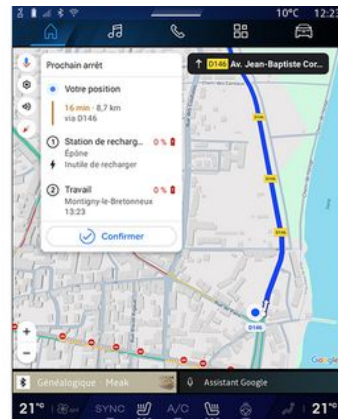 10°C 12:23
Prochain arrêt
D146 Av. Jean-Baptiste Cor...
Votre position
16 min · 8,7 km
via D146
1 Station de recharg... 0 %
Épône
Inutile de recharger
2 Travail 0 %
Montigny-le-Bretonneux
13:23
Confirmer
D146
D146
D146
D146
Google
Généalogique Meak
Assistant Google
21°C
SYNC
A/C
21°C